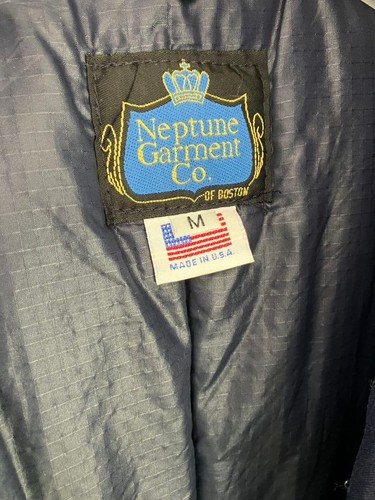 Neptune
Garment
Co.
OF BOSTON
M
MADE IN U.S.A.